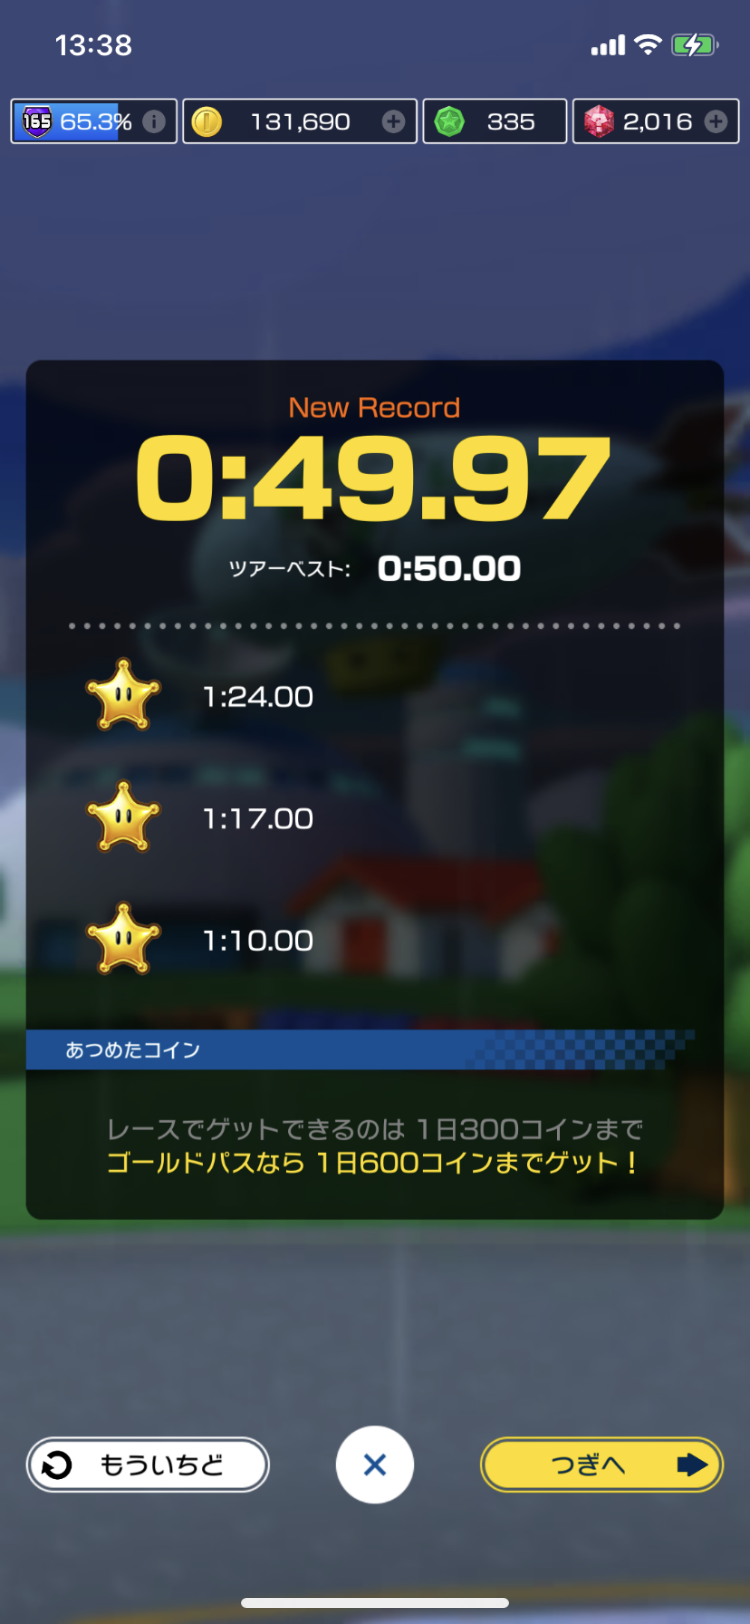 13:38
165 65.3% i 131,690 + 335 ? 2,016 +
New Record
0:49.97
ツアーベスト: 0:50.00
1:24.00
1:17.00
1:10.00
あつめたコイン
レースでゲットできるのは 1日300コインまで
ゴールドパスなら 1日600コインまでゲット！
もういちど × つぎへ